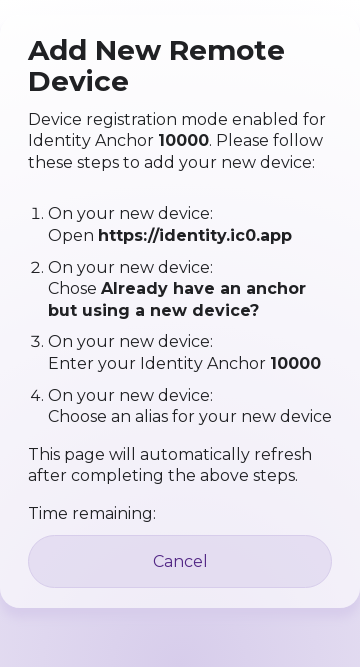 Add New Remote
Device
Device registration mode enabled for
Identity Anchor 10000. Please follow
these steps to add your new device:
1. On your new device:
Open https://identity.ic0.app
2. On your new device:
Chose Already have an anchor
but using a new device?
3. On your new device:
Enter your Identity Anchor 10000
4. On your new device:
Choose an alias for your new device
This page will automatically refresh
after completing the above steps.
Time remaining:
Cancel